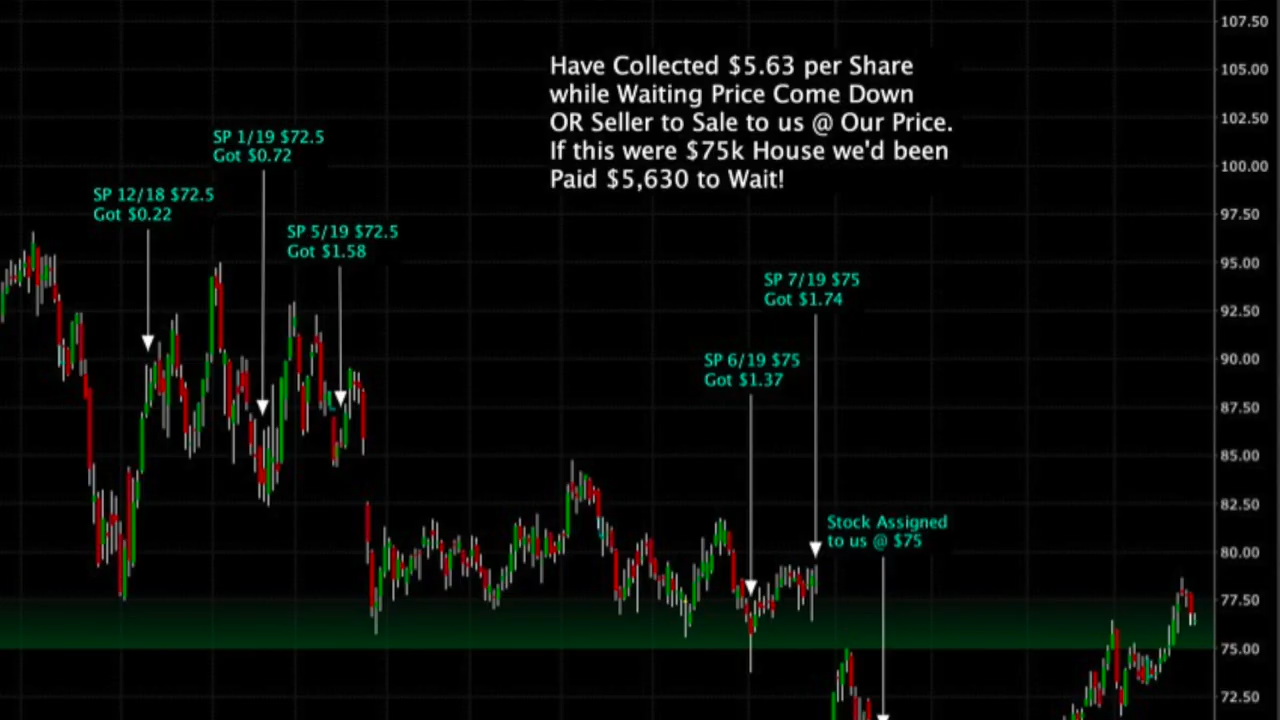 Have Collected $5.63 per Share
while Waiting Price Come Down
OR Seller to Sale to us @ Our Price.
If this were $75k House we'd been
Paid $5,630 to Wait!
SP 12/18 $72.5
Got $0.22
SP 1/19 $72.5
Got $0.72
SP 5/19 $72.5
Got $1.58
SP 6/19 $75
Got $1.37
SP 7/19 $75
Got $1.74
Stock Assigned
to us @ $75
107.50
105.00
102.50
100.00
97.50
95.00
92.50
90.00
87.50
85.00
82.50
80.00
77.50
75.00
72.50